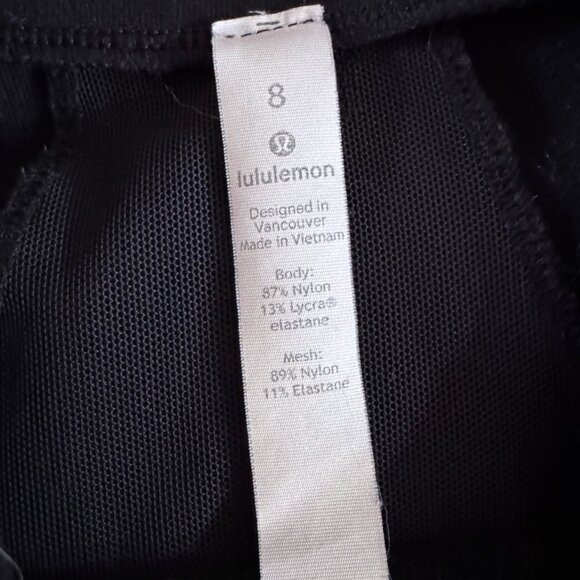 8
lululemon
Designed in
Vancouver
Made in Vietnam
Body:
87% Nylon
13% Lycra®
elastane
Mesh:
89% Nylon
11% Elastane